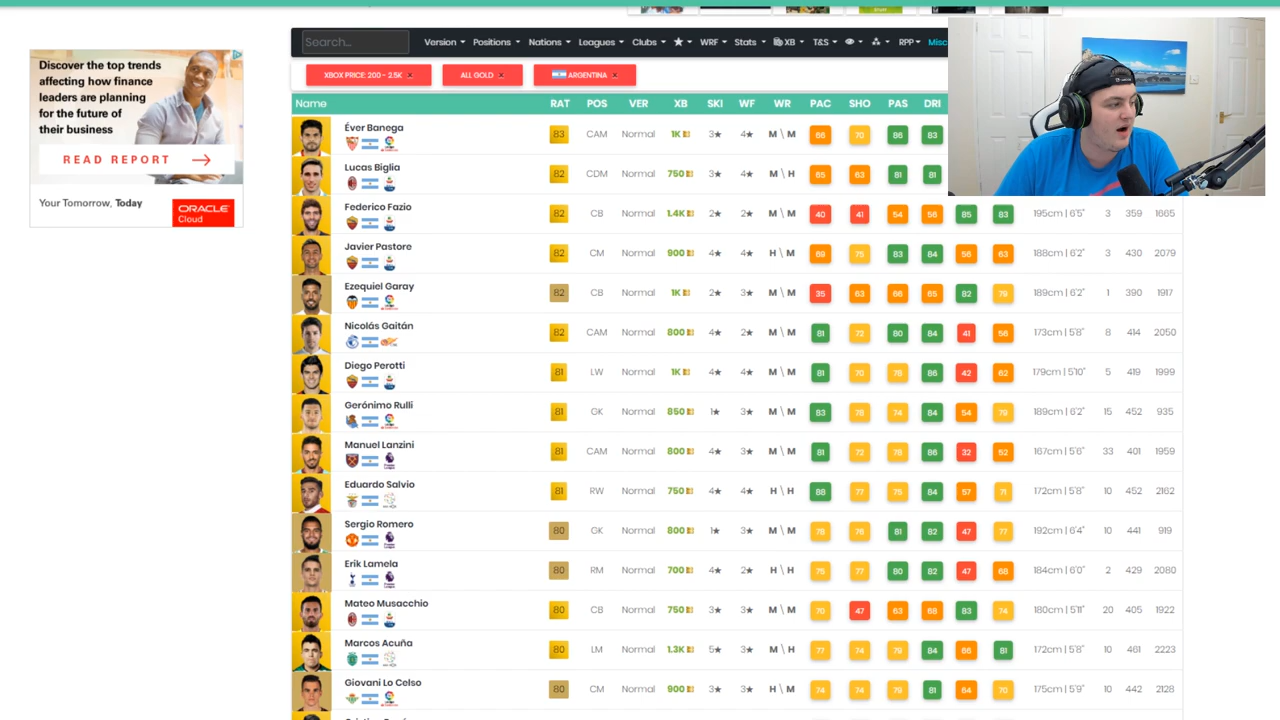 Search... Version Positions Nations Leagues Clubs WRF Stats XB T&S RPP Misc
XBOX PRICE: 200 - 2.5K × ALL GOLD × ARGENTINA ×
Discover the top trends
affecting how finance
leaders are planning
for the future of
their business
READ REPORT
Your Tomorrow, Today
ORACLE
Cloud
Name RAT POS VER XB SKI WF WR PAC SHO PAS DRI
Éver Banega 83 CAM Normal 1K 3★ 4★ M \ M 66 70 86 83
Lucas Biglia 82 CDM Normal 750 3★ 4★ M \ H 65 63 81 81
Federico Fazio 82 CB Normal 1.4K 2★ 2★ M \ M 40 41 54 56 85 83 195cm | 6'5" 3 359 1665
Javier Pastore 82 CM Normal 900 4★ 4★ H \ M 69 75 83 84 56 63 188cm | 6'2" 3 430 2079
Ezequiel Garay 82 CB Normal 1K 2★ 3★ M \ M 35 63 66 65 82 79 189cm | 6'2" 1 390 1917
Nicolás Gaitán 82 CAM Normal 800 4★ 2★ M \ M 81 72 80 84 41 56 173cm | 5'8" 8 414 2050
Diego Perotti 81 LW Normal 1K 4★ 4★ M \ M 81 70 78 86 42 62 179cm | 5'10" 5 419 1999
Gerónimo Rulli 81 GK Normal 850 1★ 3★ M \ M 83 78 74 84 54 79 189cm | 6'2" 15 452 935
Manuel Lanzini 81 CAM Normal 800 4★ 3★ M \ M 81 72 78 86 32 52 167cm | 5'6" 33 401 1959
Eduardo Salvio 81 RW Normal 750 4★ 4★ H \ H 88 77 75 84 57 71 172cm | 5'8" 10 452 2162
Sergio Romero 80 GK Normal 800 1★ 3★ M \ M 78 76 81 82 47 77 192cm | 6'4" 10 441 919
Erik Lamela 80 RM Normal 700 4★ 2★ H \ H 75 77 80 82 47 68 184cm | 6'0" 2 429 2080
Mateo Musacchio 80 CB Normal 750 3★ 3★ M \ M 70 47 63 68 83 74 180cm | 5'11" 20 405 1922
Marcos Acuña 80 LM Normal 1.3K 5★ 3★ M \ H 77 74 79 84 66 81 172cm | 5'8" 10 461 2223
Giovani Lo Celso 80 CM Normal 900 3★ 3★ H \ M 74 74 79 81 64 70 175cm | 5'9" 10 442 2128